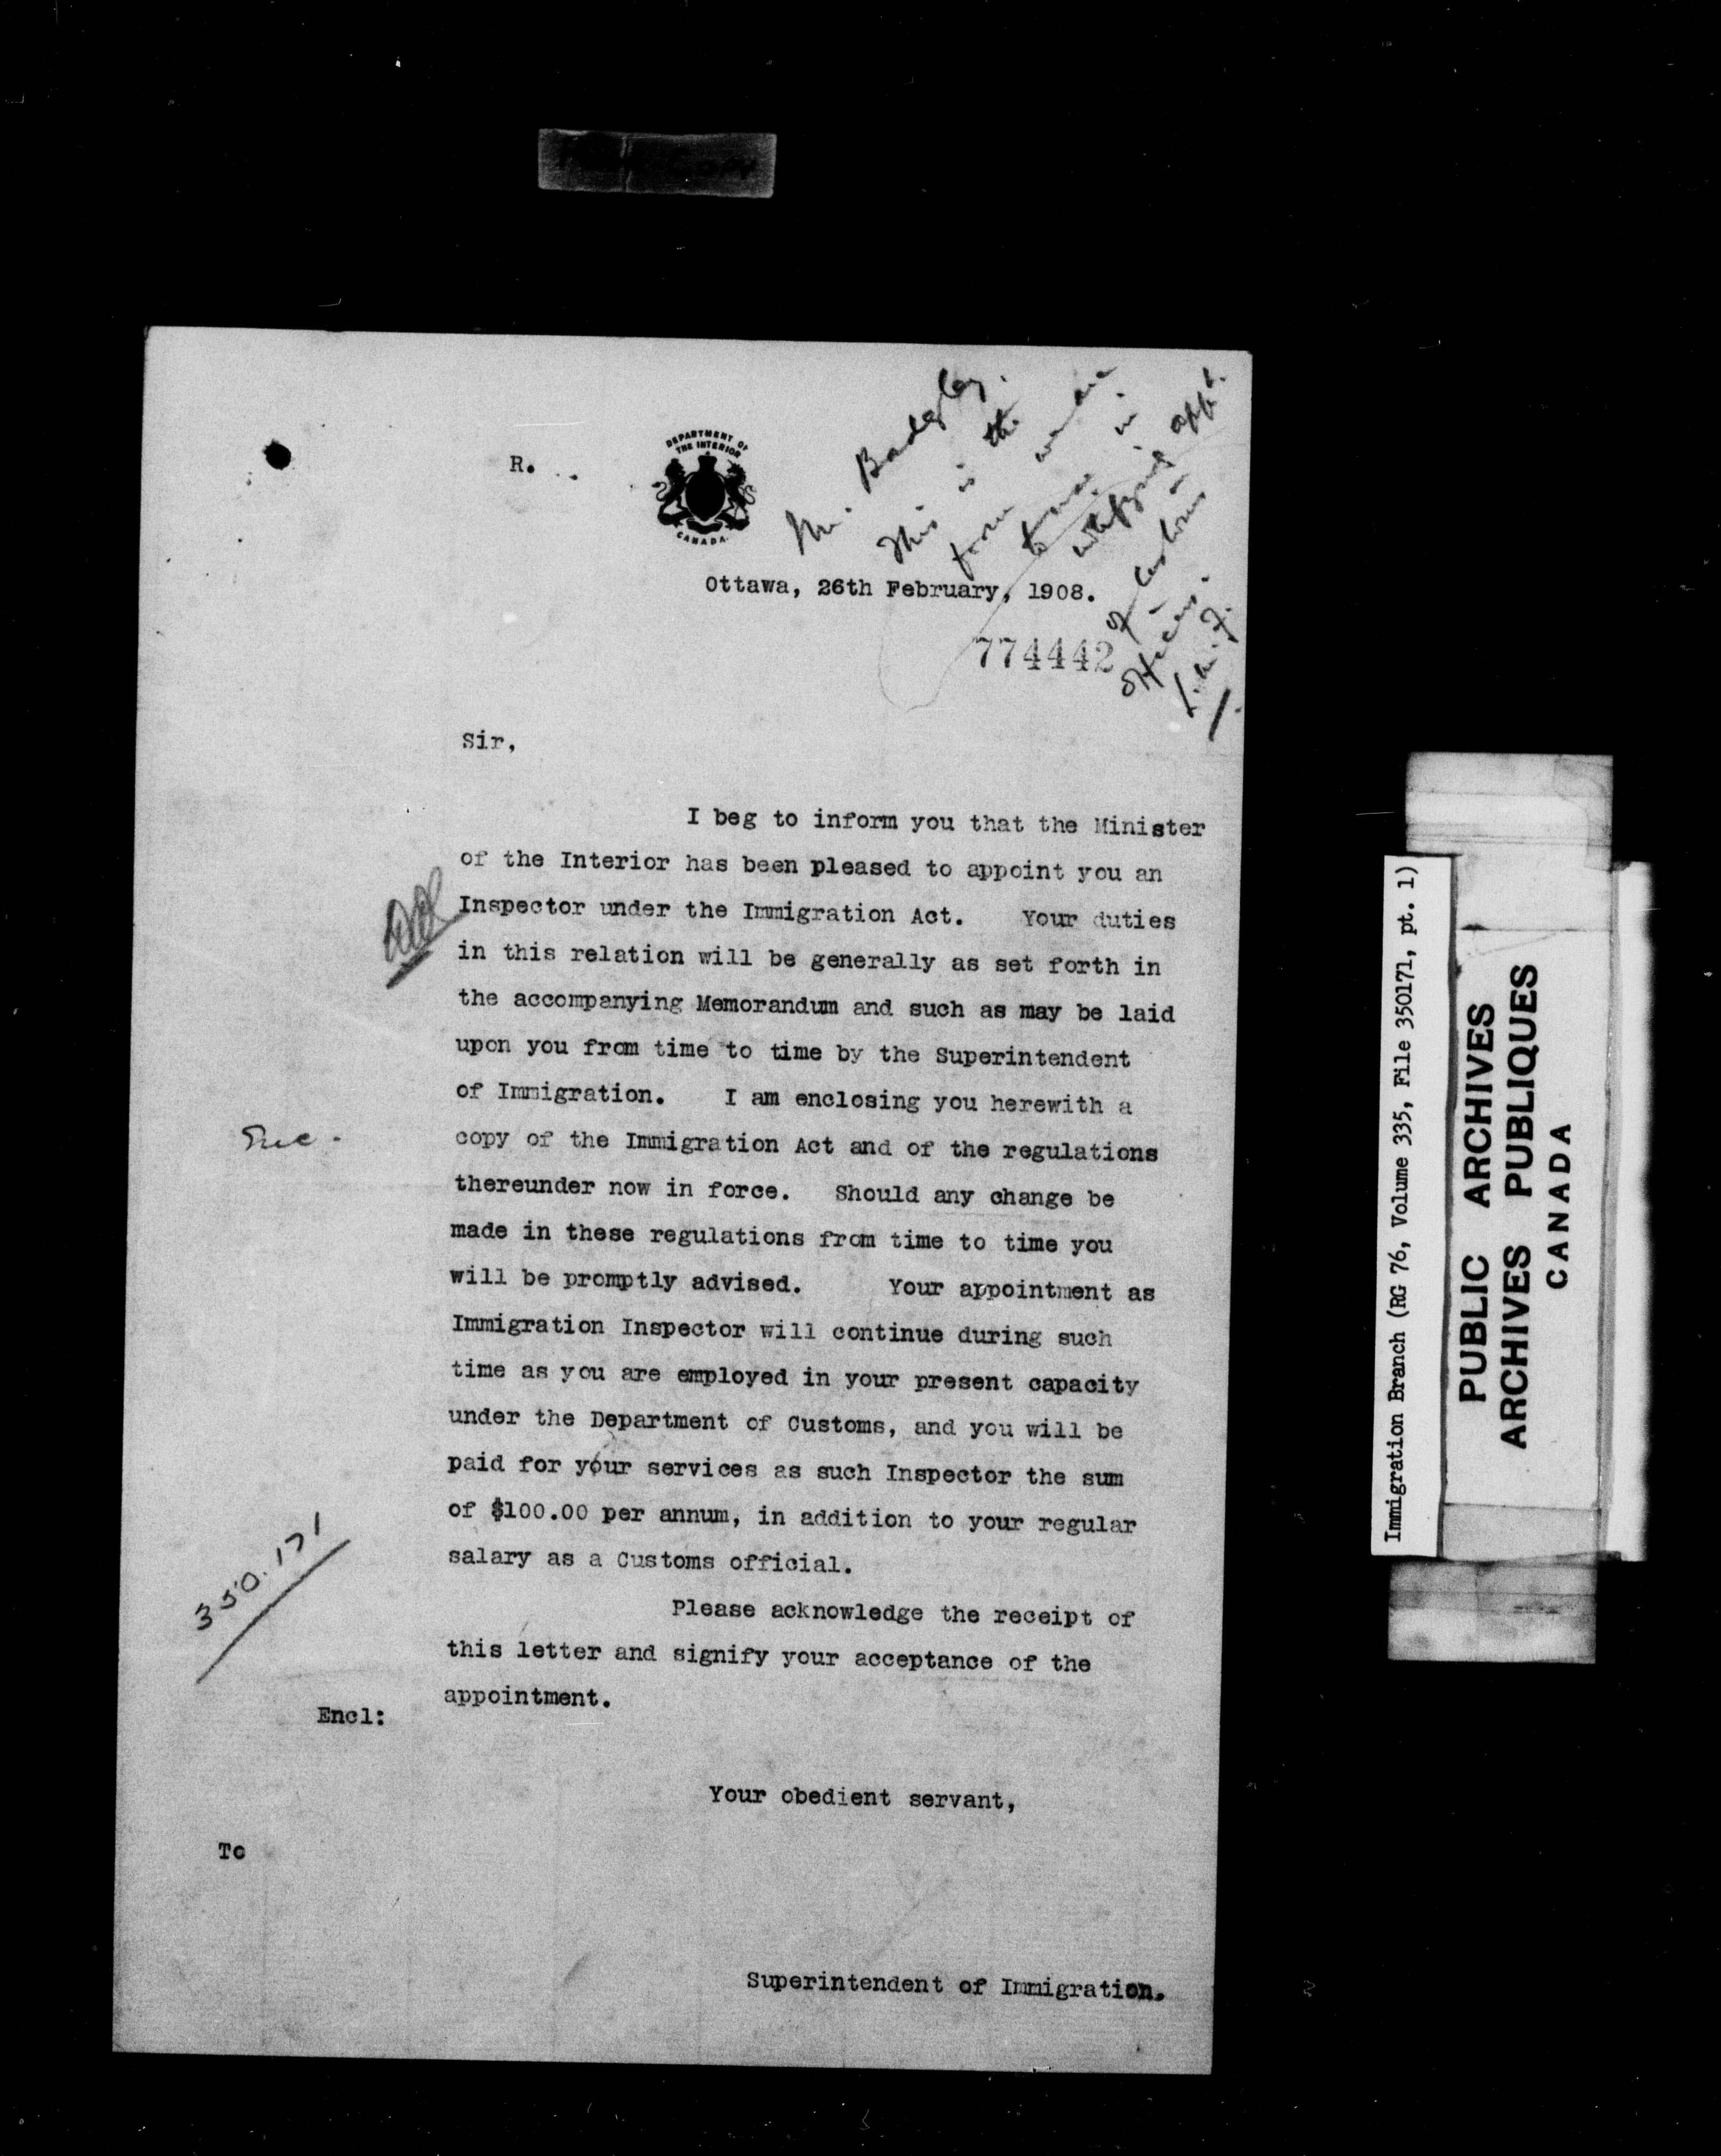 R.
DEPARTMENT OF
THE INTERIOR
CANADA.
Mr. Badgley.
This is the
form we are
to use in
notifying appt.
of Customs
Officers.
Ottawa, 26th February, 1908.
774442
Sir,
I beg to inform you that the Minister
of the Interior has been pleased to appoint you an
Inspector under the Immigration Act. Your duties
in this relation will be generally as set forth in
the accompanying Memorandum and such as may be laid
upon you from time to time by the Superintendent
of Immigration. I am enclosing you herewith a
copy of the Immigration Act and of the regulations
thereunder now in force. Should any change be
made in these regulations from time to time you
will be promptly advised. Your appointment as
Immigration Inspector will continue during such
time as you are employed in your present capacity
under the Department of Customs, and you will be
paid for your services as such Inspector the sum
of $100.00 per annum, in addition to your regular
salary as a Customs official.
Please acknowledge the receipt of
this letter and signify your acceptance of the
appointment.
350.171
Encl:
Your obedient servant,
To
Superintendent of Immigration.
Immigration Branch (RG 76, Volume 335, File 350171, pt. 1)
PUBLIC ARCHIVES
ARCHIVES PUBLIQUES
CANADA